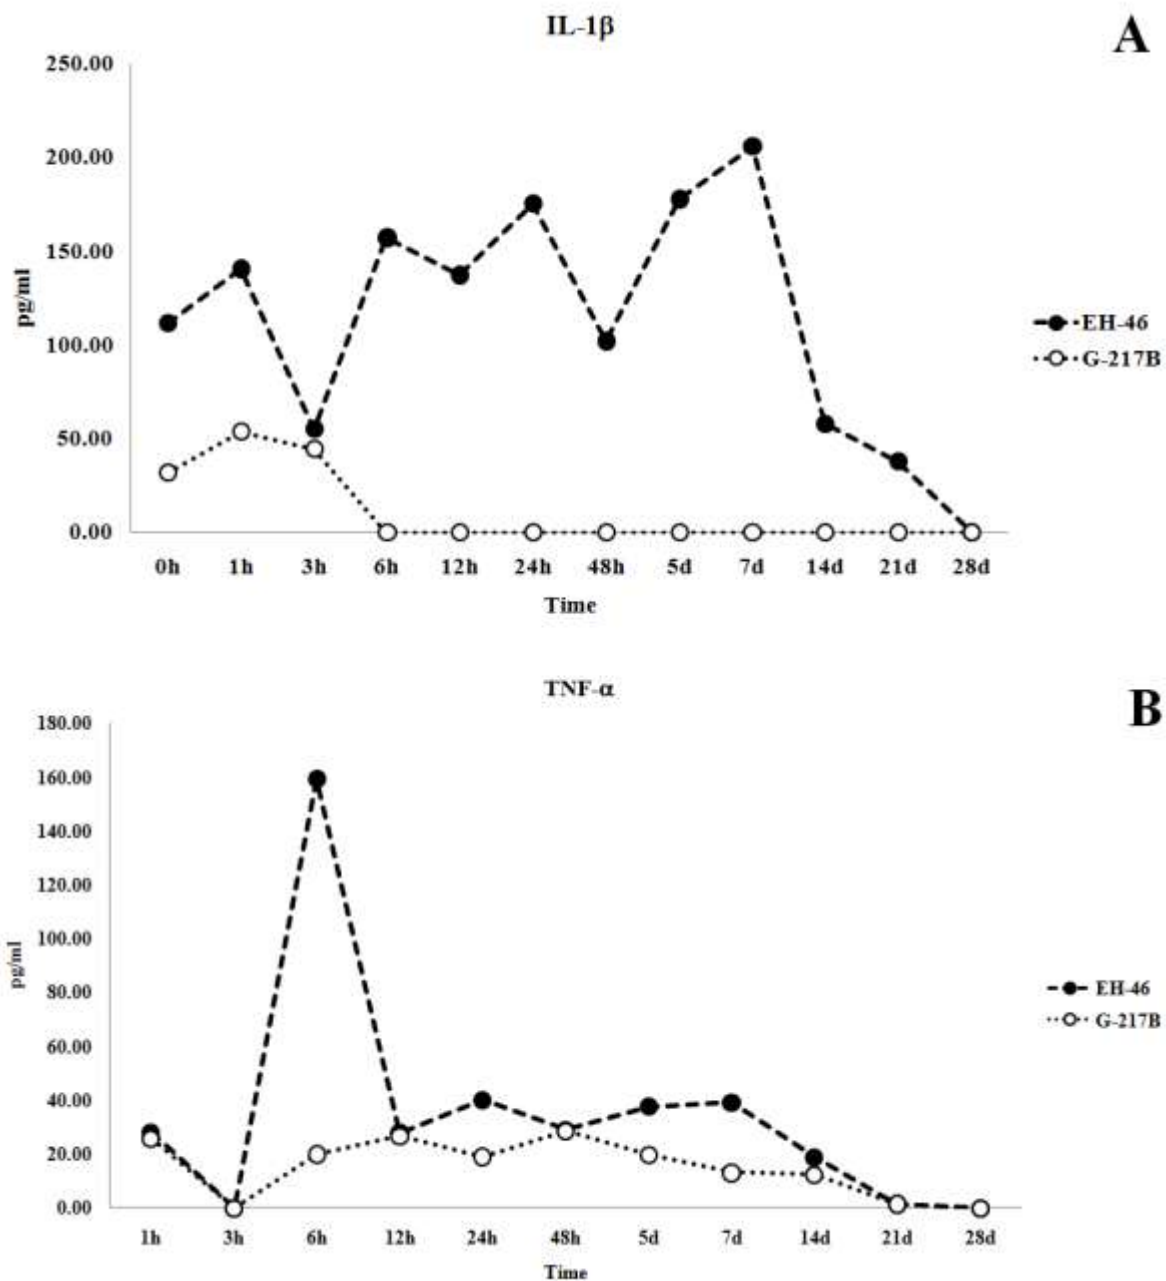 IL-1β
A
250.00
200.00
150.00
100.00
50.00
0.00
pg/ml
0h 1h 3h 6h 12h 24h 48h 5d 7d 14d 21d 28d
Time
EH-46
G-217B
TNF-α
B
180.00
160.00
140.00
120.00
100.00
80.00
60.00
40.00
20.00
0.00
pg/ml
1h 3h 6h 12h 24h 48h 5d 7d 14d 21d 28d
Time
EH-46
G-217B